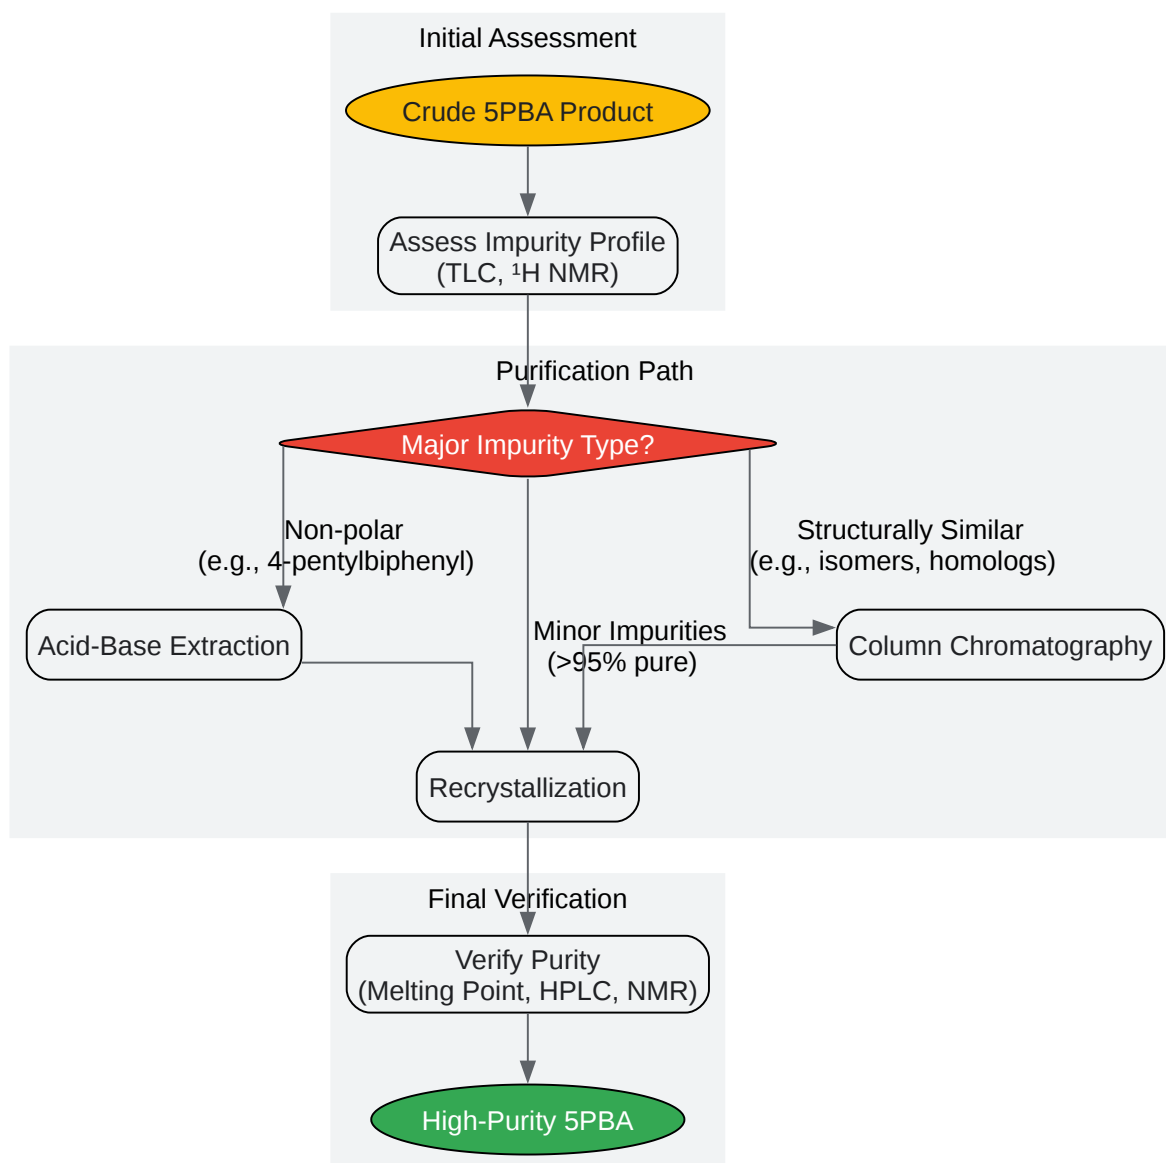 Initial Assessment
Crude 5PBA Product
Assess Impurity Profile
(TLC, ¹H NMR)
Purification Path
Major Impurity Type?
Non-polar
(e.g., 4-pentylbiphenyl)
Structurally Similar
(e.g., isomers, homologs)
Minor Impurities
(>95% pure)
Acid-Base Extraction
Column Chromatography
Recrystallization
Final Verification
Verify Purity
(Melting Point, HPLC, NMR)
High-Purity 5PBA